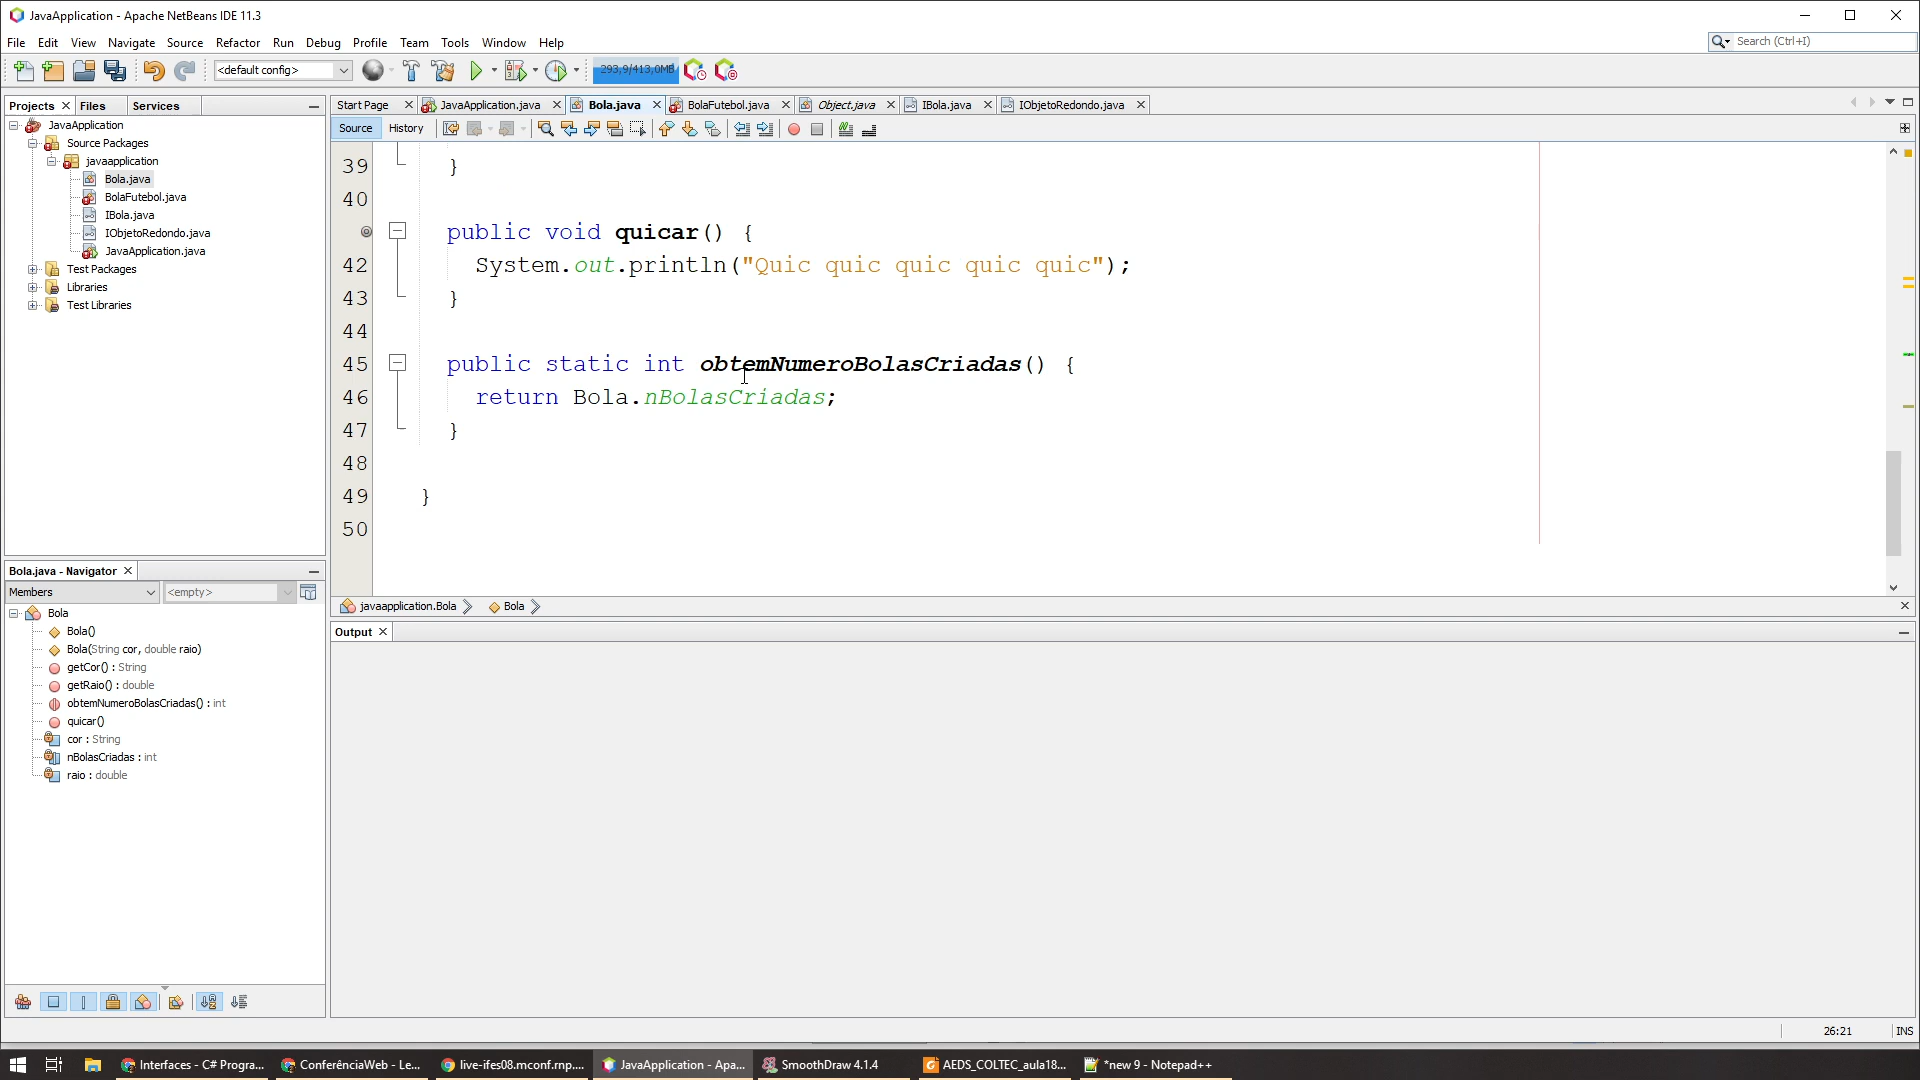 JavaApplication - Apache NetBeans IDE 11.3
File Edit View Navigate Source Refactor Run Debug Profile Team Tools Window Help
Search (Ctrl+I)
<default config>
293,9/413,0MB
Projects Files Services
Start Page JavaApplication.java Bola.java BolaFutebol.java Object.java IBola.java IObjetoRedondo.java
Source History
JavaApplication
Source Packages
javaapplication
Bola.java
BolaFutebol.java
IBola.java
IObjetoRedondo.java
JavaApplication.java
Test Packages
Libraries
Test Libraries
39 }
40
public void quicar() {
42 System.out.println("Quic quic quic quic quic");
43 }
44
45 public static int obtemNumeroBolasCriadas() {
46 return Bola.nBolasCriadas;
47 }
48
49 }
50
javaapplication.Bola Bola
Output
Bola.java - Navigator
Members <empty>
Bola
Bola()
Bola(String cor, double raio)
getCor() : String
getRaio() : double
obtemNumeroBolasCriadas() : int
quicar()
cor : String
nBolasCriadas : int
raio : double
26:21 INS
Interfaces - C# Progra... ConferênciaWeb - Le... live-ifes08.mconf.rnp.... JavaApplication - Apa... SmoothDraw 4.1.4 AEDS_COLTEC_aula18... *new 9 - Notepad++